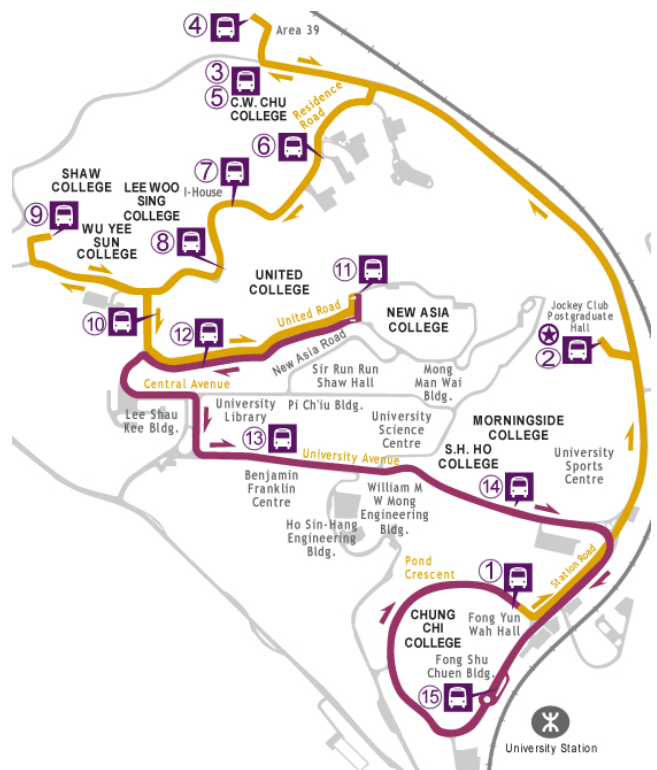 ④
Area 39
③
⑤
C.W. CHU
COLLEGE
Residence
Road
⑥
SHAW
COLLEGE
LEE WOO
SING
COLLEGE
⑦
I-House
⑨
WU YEE
SUN
COLLEGE
⑧
UNITED
COLLEGE
⑪
NEW ASIA
COLLEGE
Jockey Club
Postgraduate
Hall
②
⑩
⑫
United Road
New Asia Road
Central Avenue
Sir Run Run
Shaw Hall
Mong
Man Wai
Bldg.
Lee Shau
Kee Bldg.
University
Library
Pi Ch'iu Bldg.
University
Science
Centre
MORNINGSIDE
COLLEGE
S.H. HO
COLLEGE
University
Sports
Centre
⑬
University Avenue
Benjamin
Franklin
Centre
William M
W Mong
Engineering
Bldg.
⑭
Ho Sin-Hang
Engineering
Bldg.
Pond
Crescent
①
Station Road
CHUNG
CHI
COLLEGE
Fong Yun
Wah Hall
Fong Shu
Chuen Bldg.
⑮
University Station